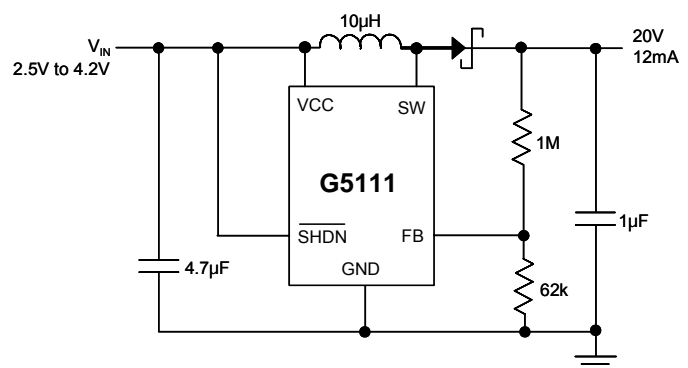 10µH
V_IN
2.5V to 4.2V
20V
12mA
VCC
SW
1M
G5111
SHDN
FB
1µF
GND
4.7µF
62k